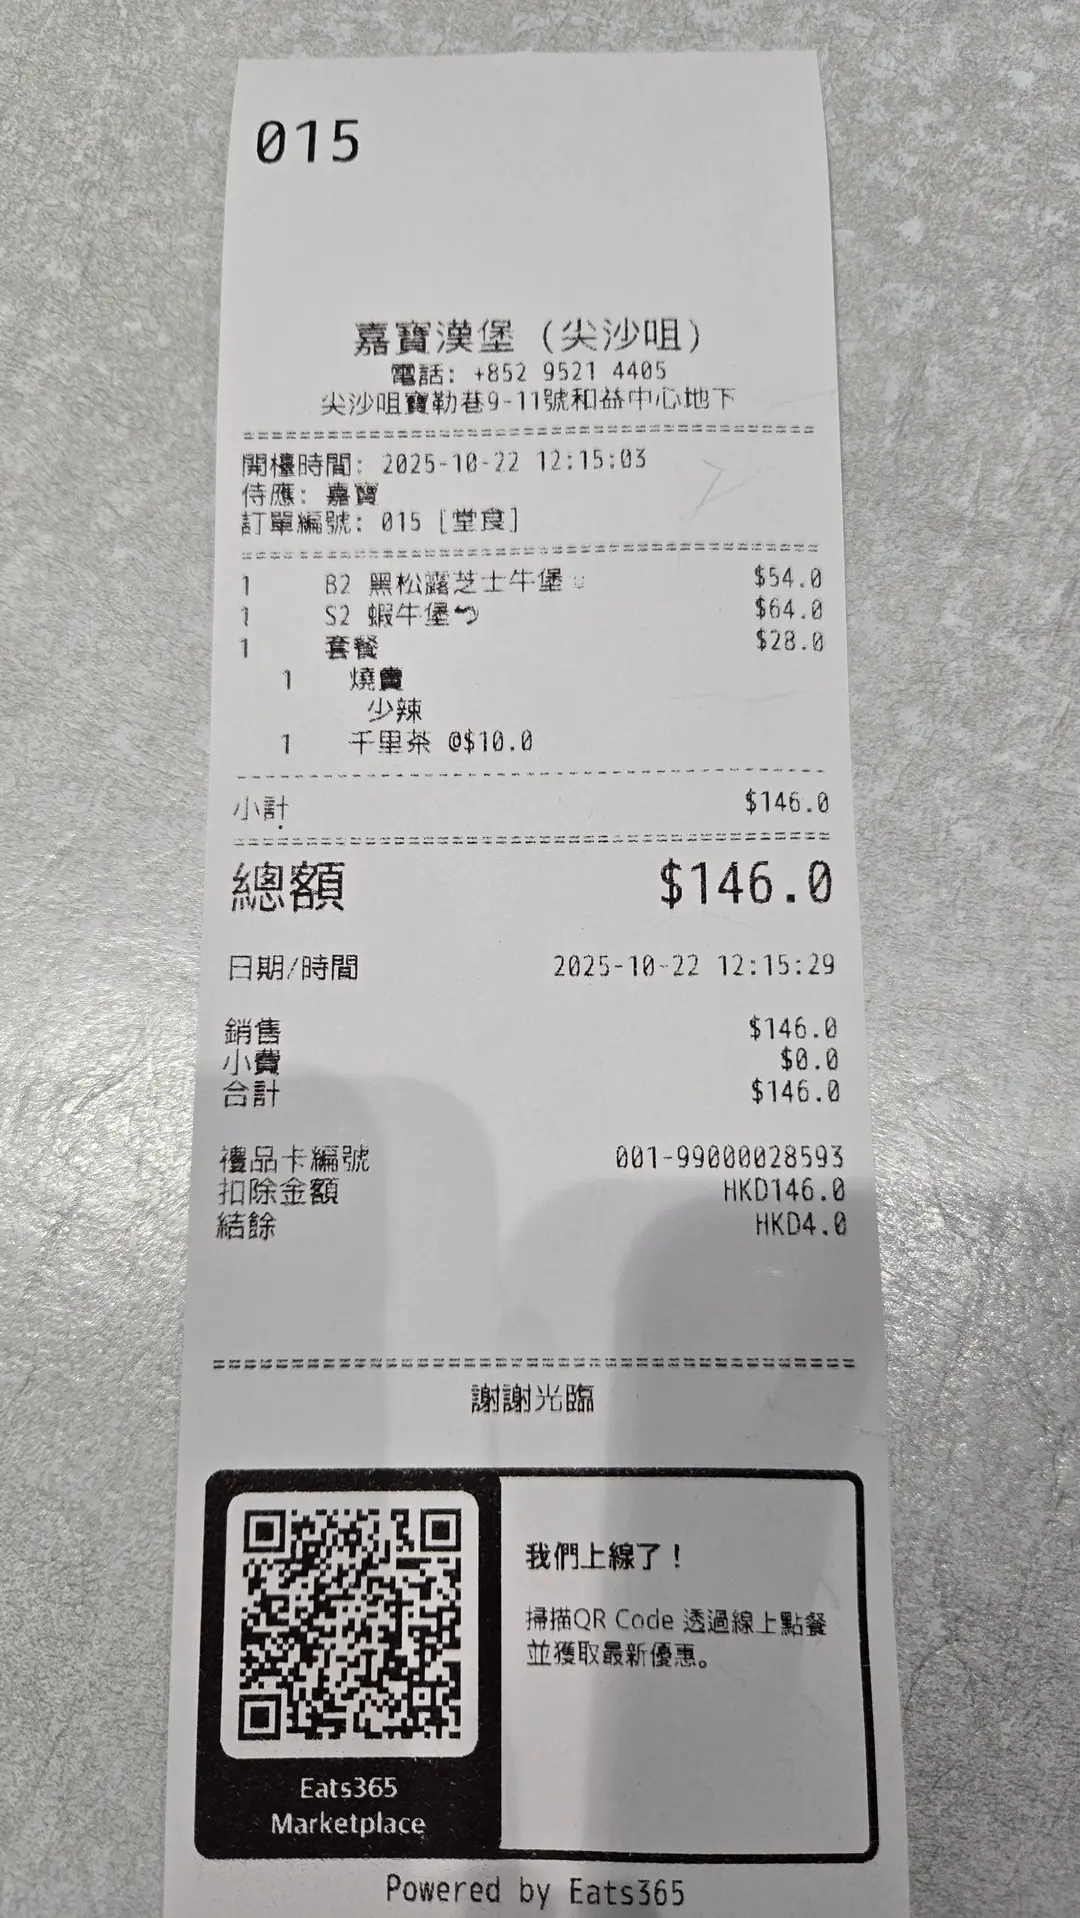 015
嘉寶漢堡 (尖沙咀)
電話: +852 9521 4405
尖沙咀寶勒巷9-11號和益中心地下
開檯時間: 2025-10-22 12:15:03
侍應: 嘉寶
訂單編號: 015 [堂食]
1 B2 黑松露芝士牛堡 $54.0
1 S2 蝦牛堡 $64.0
1 套餐 $28.0
1 燒賣
少辣
1 千里茶 @$10.0
小計 $146.0
總額 $146.0
日期/時間 2025-10-22 12:15:29
銷售 $146.0
小費 $0.0
合計 $146.0
禮品卡編號 001-99000028593
扣除金額 HKD146.0
結餘 HKD4.0
謝謝光臨
我們上線了！
掃描QR Code 透過線上點餐
並獲取最新優惠。
Eats365
Marketplace
Powered by Eats365